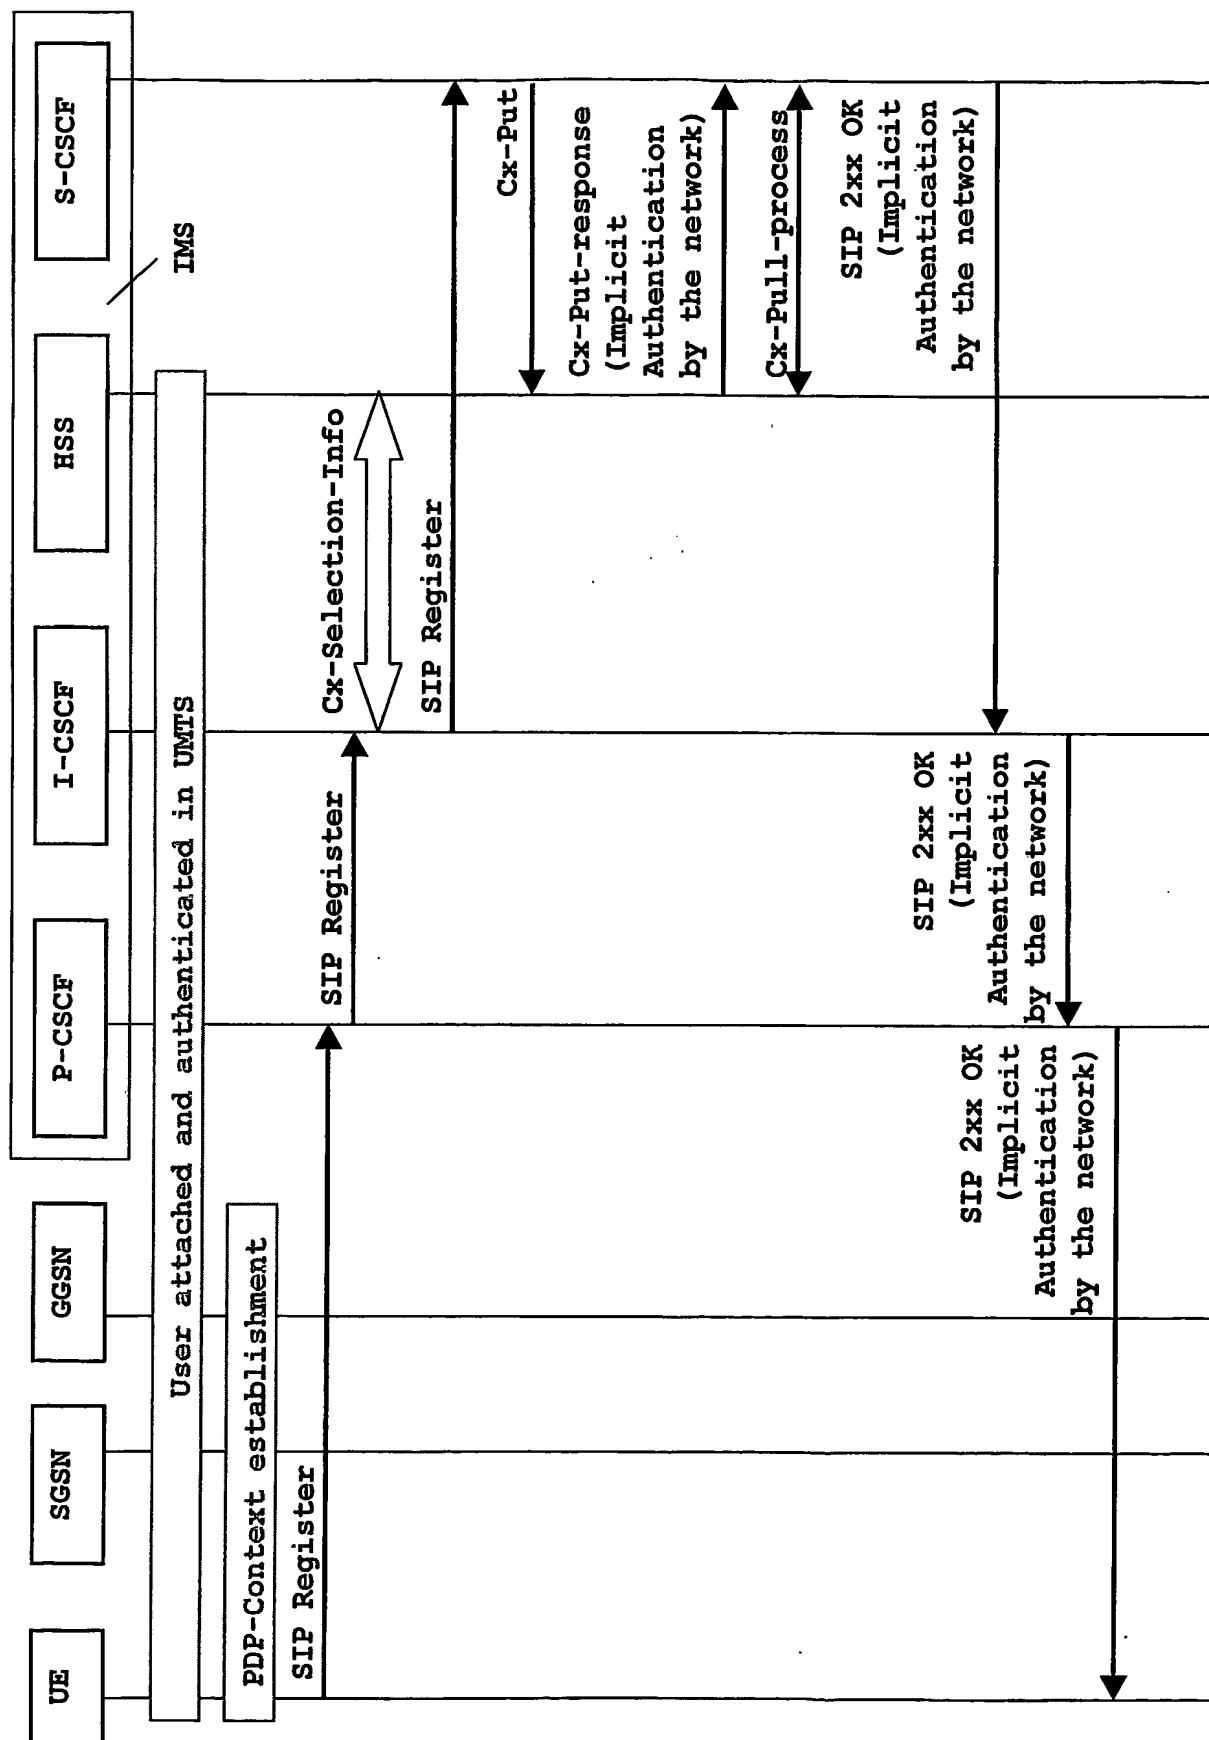 UE
SGSN
GGSN
P-CSCF
I-CSCF
HSS
S-CSCF
IMS
User attached and authenticated in UMTS
PDP-Context establishment
SIP Register
SIP Register
Cx-Selection-Info
SIP Register
Cx-Put
Cx-Put-response
(Implicit
Authentication
by the network)
Cx-Pull-process
SIP 2xx OK
(Implicit
Authentication
by the network)
SIP 2xx OK
(Implicit
Authentication
by the network)
SIP 2xx OK
(Implicit
Authentication
by the network)